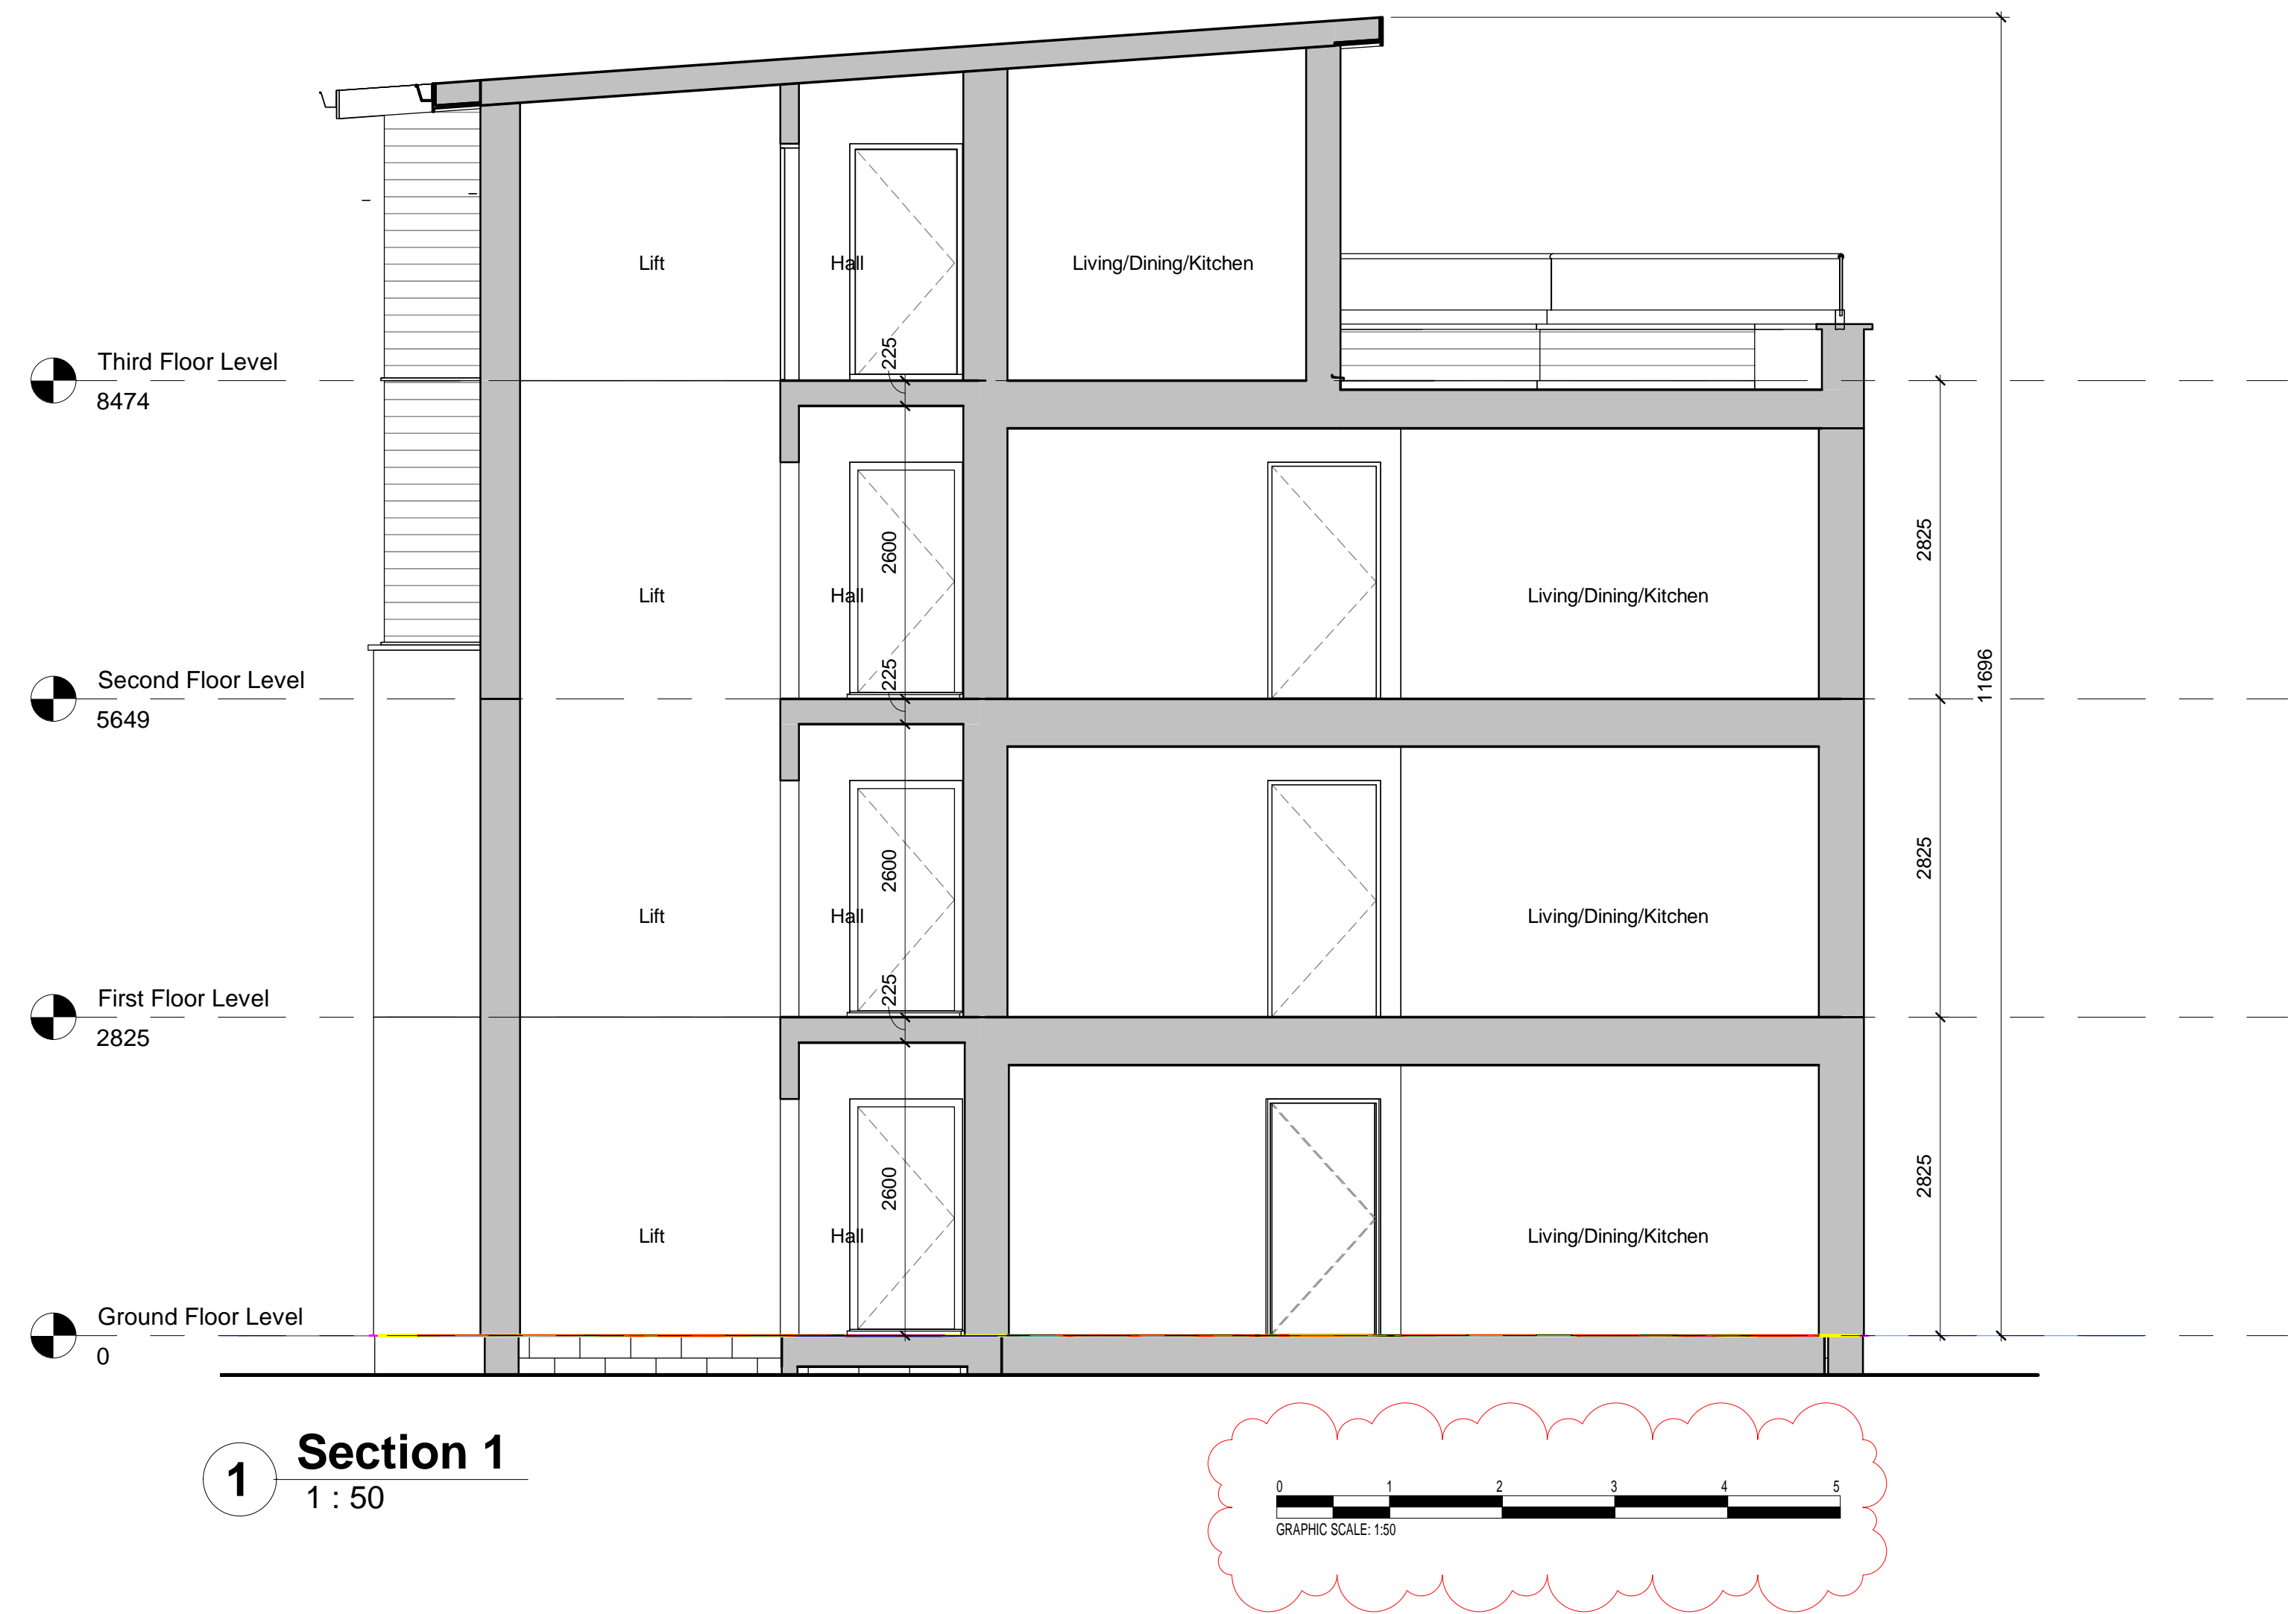 Lift
Hall
Living/Dining/Kitchen
225
Third Floor Level
8474
2600
2825
Lift
Hall
Living/Dining/Kitchen
225
11696
Second Floor Level
5649
2600
2825
Lift
Hall
Living/Dining/Kitchen
225
First Floor Level
2825
2600
2825
Lift
Hall
Living/Dining/Kitchen
Ground Floor Level
0
1
Section 1
1 : 50
0 1 2 3 4 5
GRAPHIC SCALE: 1:50